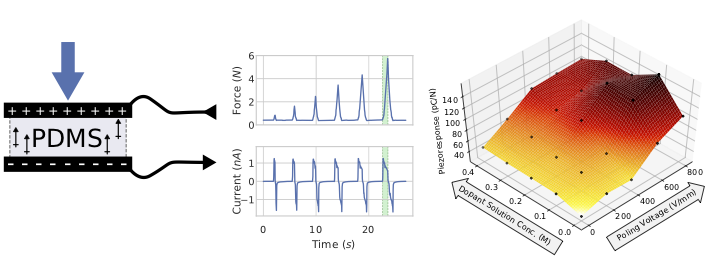 + + + + + + + + +
PDMS
- - - - - - - -
Force (N)
6
4
2
0
Current (nA)
1
0
−1
0
10
20
Time (s)
Piezoresponse (pC/N)
140
120
100
80
60
40
0.4
0.3
0.2
0.1
0.0
Dopant Solution Conc. (M)
0
200
400
600
800
Poling Voltage (V/mm)